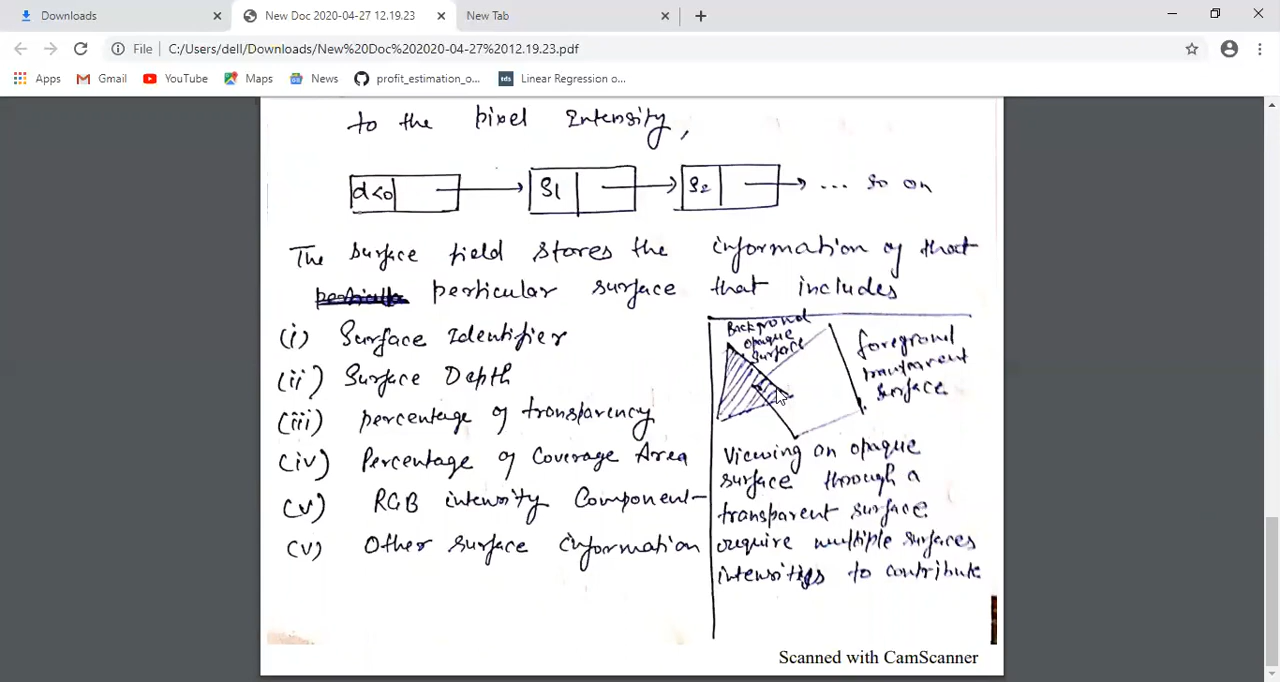 Downloads
New Doc 2020-04-27 12.19.23
New Tab
File
C:/Users/dell/Downloads/New%20Doc%202020-04-27%2012.19.23.pdf
Apps
Gmail
YouTube
Maps
News
profit_estimation_o...
rds
Linear Regression o...
to the pixel Intensity,
d<0
S1
S2
... so on
The Surface field stores the information of that
perticular surface that includes
(i) Surface Identifier
(ii) Surface Depth
(iii) percentage of transparency
(iv) Percentage of Coverage Area
(v) RGB intensity Component-
(v) Other surface information
Background
opaque
Surface
foreground
surface
Viewing an opaque
surface through a
transparent surface
require multiple surfaces
intensities to contribute
Scanned with CamScanner